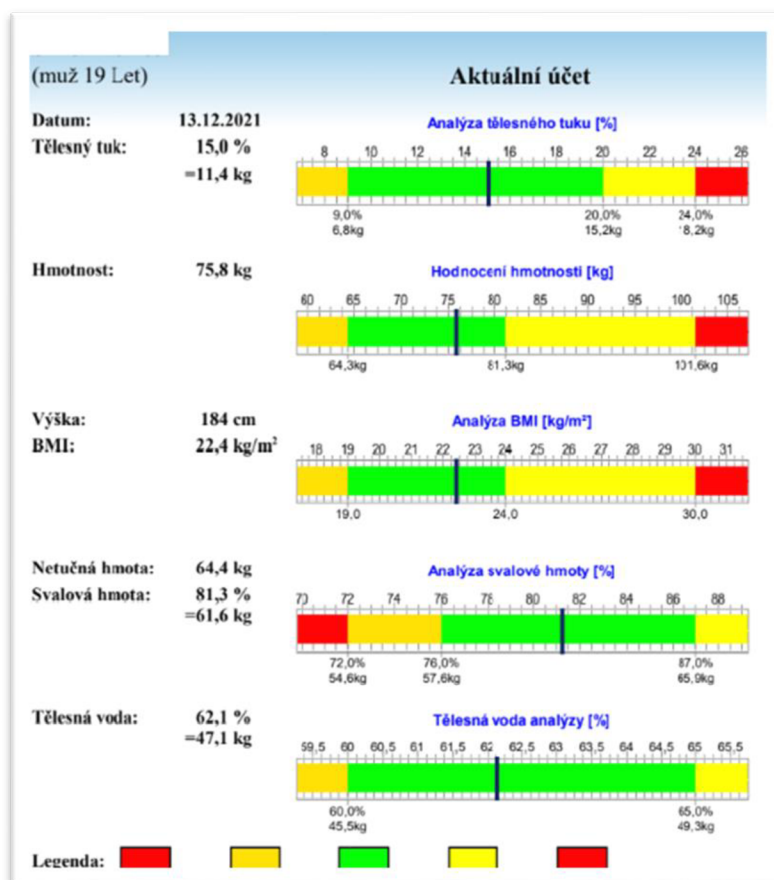 (muž 19 Let)
Aktuální účet
Datum: 13.12.2021
Analýza tělesného tuku [%]
Tělesný tuk: 15,0 %
8 10 12 14 16 18 20 22 24 26
=11,4 kg
9,0% 20,0% 24,0%
6,8kg 15,2kg 18,2kg
Hmotnost: 75,8 kg
Hodnocení hmotnosti [kg]
60 65 70 75 80 85 90 95 100 105
64,3kg 81,3kg 101,6kg
Výška: 184 cm
Analýza BMI [kg/m²]
BMI: 22,4 kg/m²
18 19 20 21 22 23 24 25 26 27 28 29 30 31
19,0 24,0 30,0
Netučná hmota: 64,4 kg
Analýza svalové hmoty [%]
Svalová hmota: 81,3 %
70 72 74 76 78 80 82 84 86 88
=61,6 kg
72,0% 76,0% 87,0%
54,6kg 57,6kg 65,9kg
Tělesná voda: 62,1 %
Tělesná voda analýzy [%]
=47,1 kg
59,5 60 60,5 61 61,5 62 62,5 63 63,5 64 64,5 65 65,5
60,0% 65,0%
45,5kg 49,3kg
Legenda: